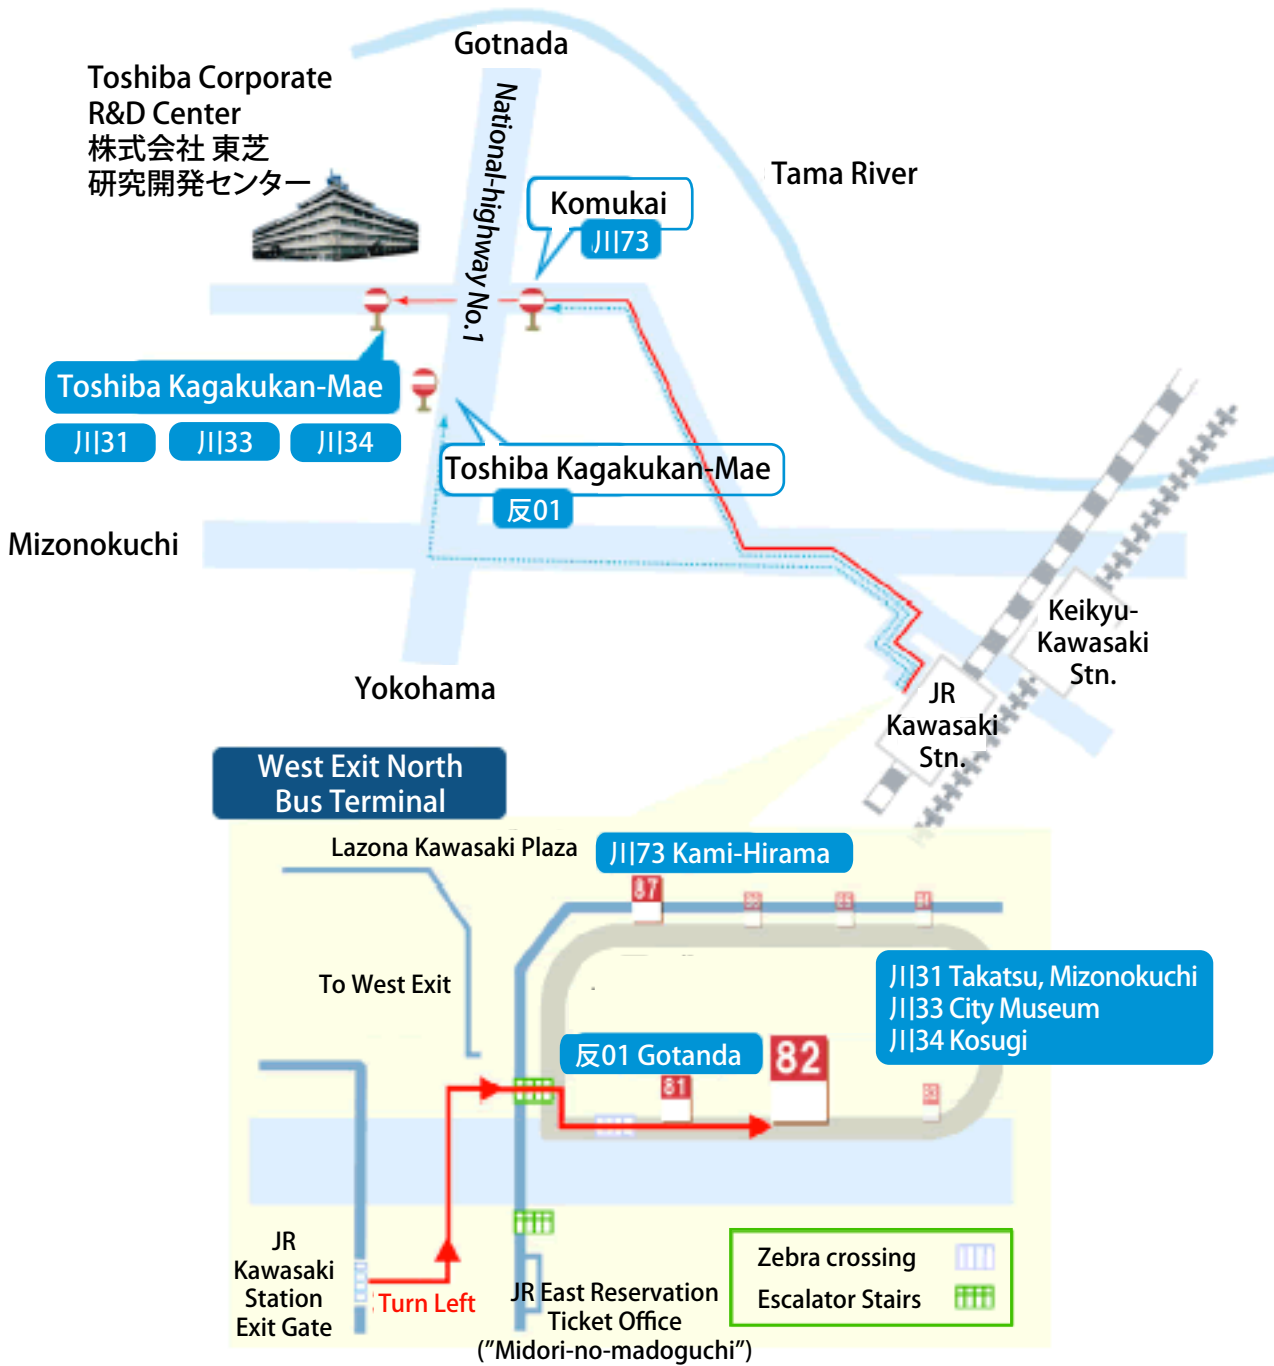 Gotnada
Toshiba Corporate
R&D Center
株式会社 東芝
研究開発センター
National-highway No.1
Tama River
Komukai
川73
Toshiba Kagakukan-Mae
川31
川33
川34
Toshiba Kagakukan-Mae
反01
Mizonokuchi
Yokohama
Keikyu-
Kawasaki
Stn.
JR
Kawasaki
Stn.
West Exit North
Bus Terminal
Lazona Kawasaki Plaza
川73 Kami-Hirama
87
To West Exit
川31 Takatsu, Mizonokuchi
川33 City Museum
川34 Kosugi
反01 Gotanda
82
81
JR
Kawasaki
Station
Exit Gate
Turn Left
JR East Reservation
Ticket Office
("Midori-no-madoguchi")
Zebra crossing
Escalator Stairs